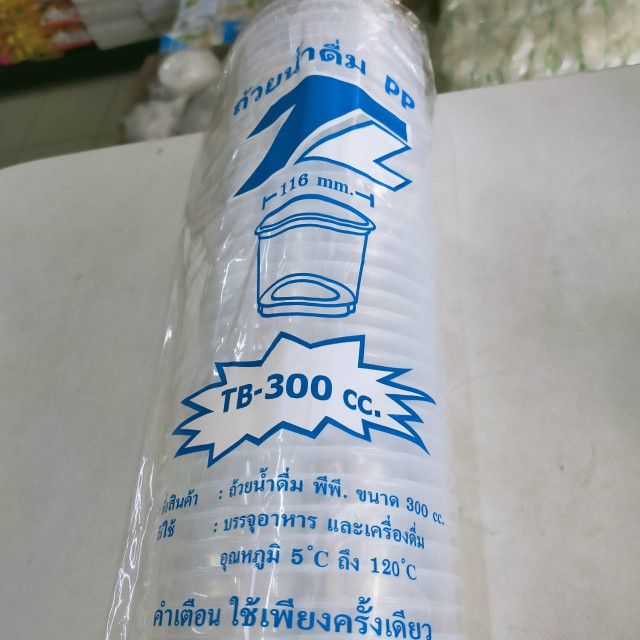 ถ้วยน้ำดื่ม PP
116 mm.
TB-300 cc.
สินค้า : ถ้วยน้ำดื่ม พีพี. ขนาด 300 cc.
ใช้ : บรรจุอาหาร และเครื่องดื่ม
อุณหภูมิ 5°C ถึง 120°C
คำเตือน ใช้เพียงครั้งเดียว